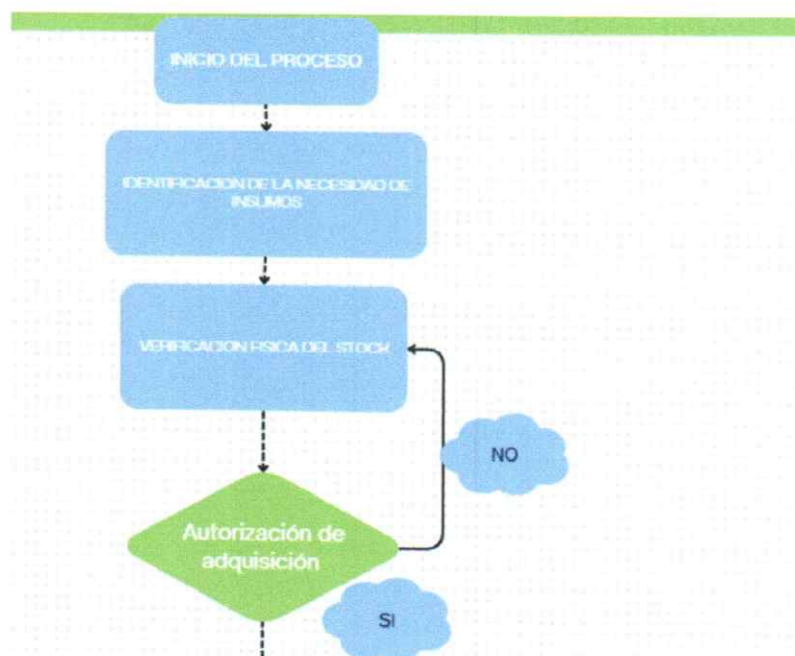 INICIO DEL PROCESO
IDENTIFICACION DE LA NECESIDAD DE
INSUMOS
VERIFICACION FISICA DEL STOCK
NO
Autorización de
adquisición
SI